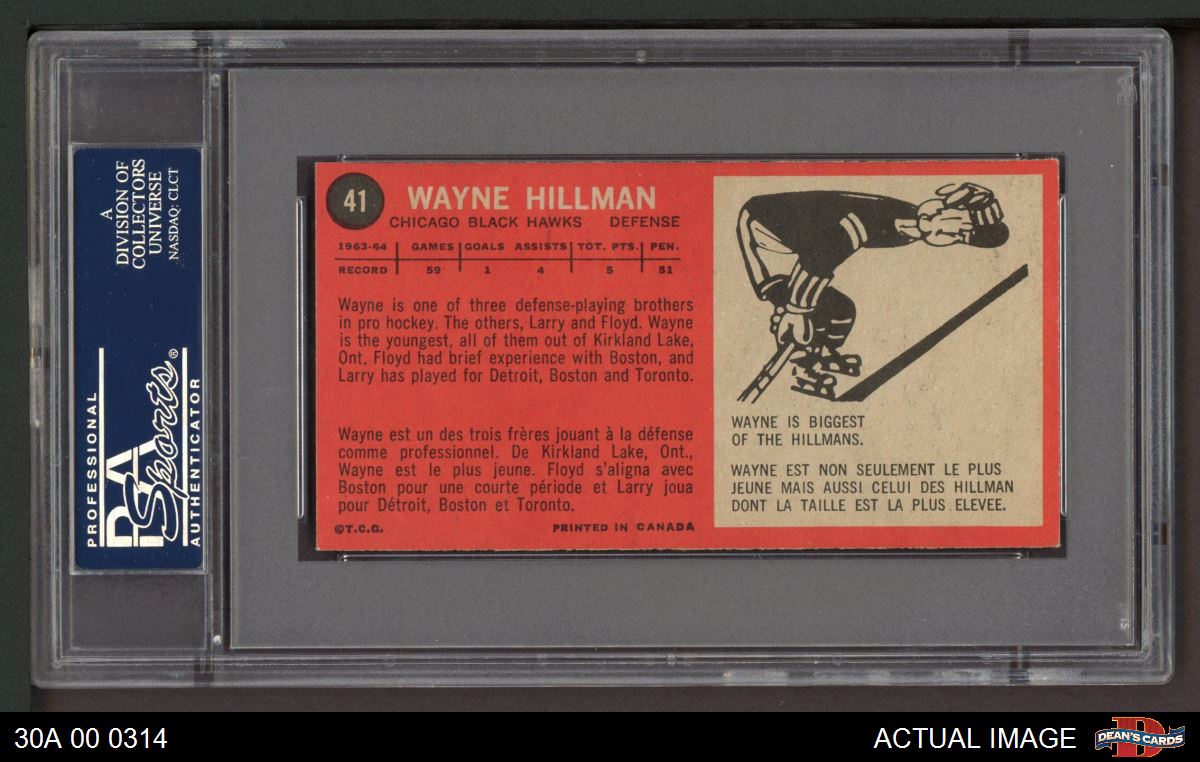 A
DIVISION OF
COLLECTORS
UNIVERSE
NASDAQ: CLCT
PROFESSIONAL
PSA
Sports®
AUTHENTICATOR
41
WAYNE HILLMAN
CHICAGO BLACK HAWKS DEFENSE
1963-64 GAMES GOALS ASSISTS TOT. PTS. PEN.
RECORD 59 1 4 5 51
Wayne is one of three defense-playing brothers
in pro hockey. The others, Larry and Floyd. Wayne
is the youngest, all of them out of Kirkland Lake,
Ont. Floyd had brief experience with Boston, and
Larry has played for Detroit, Boston and Toronto.
Wayne est un des trois frères jouant à la défense
comme professionnel. De Kirkland Lake, Ont.,
Wayne est le plus jeune. Floyd s'aligna avec
Boston pour une courte période et Larry joua
pour Détroit, Boston et Toronto.
©T.C.G. PRINTED IN CANADA
WAYNE IS BIGGEST
OF THE HILLMANS.
WAYNE EST NON SEULEMENT LE PLUS
JEUNE MAIS AUSSI CELUI DES HILLMAN
DONT LA TAILLE EST LA PLUS ELEVEE.
30A 00 0314
ACTUAL IMAGE
DEAN'S CARDS